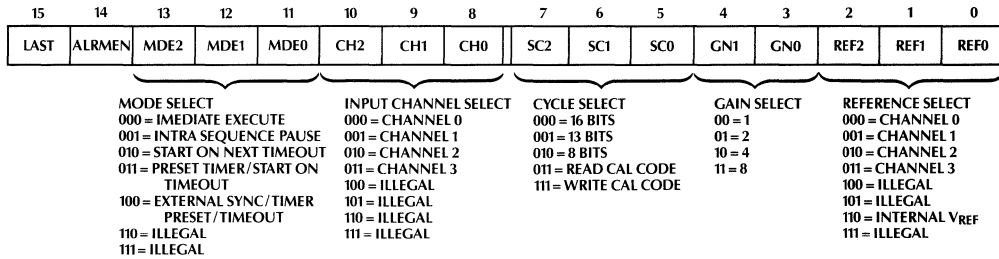 15 14 13 12 11 10 9 8 7 6 5 4 3 2 1 0
LAST ALRMEN MDE2 MDE1 MDE0 CH2 CH1 CH0 SC2 SC1 SC0 GN1 GN0 REF2 REF1 REF0
MODE SELECT
000 = IMEDIATE EXECUTE
001 = INTRA SEQUENCE PAUSE
010 = START ON NEXT TIMEOUT
011 = PRESET TIMER/START ON
TIMEOUT
100 = EXTERNAL SYNC/TIMER
PRESET/TIMEOUT
110 = ILLEGAL
111 = ILLEGAL
INPUT CHANNEL SELECT
000 = CHANNEL 0
001 = CHANNEL 1
010 = CHANNEL 2
011 = CHANNEL 3
100 = ILLEGAL
101 = ILLEGAL
110 = ILLEGAL
111 = ILLEGAL
CYCLE SELECT
000 = 16 BITS
001 = 13 BITS
010 = 8 BITS
011 = READ CAL CODE
111 = WRITE CAL CODE
GAIN SELECT
00 = 1
01 = 2
10 = 4
11 = 8
REFERENCE SELECT
000 = CHANNEL 0
001 = CHANNEL 1
010 = CHANNEL 2
011 = CHANNEL 3
100 = ILLEGAL
101 = ILLEGAL
110 = INTERNAL VREF
111 = ILLEGAL